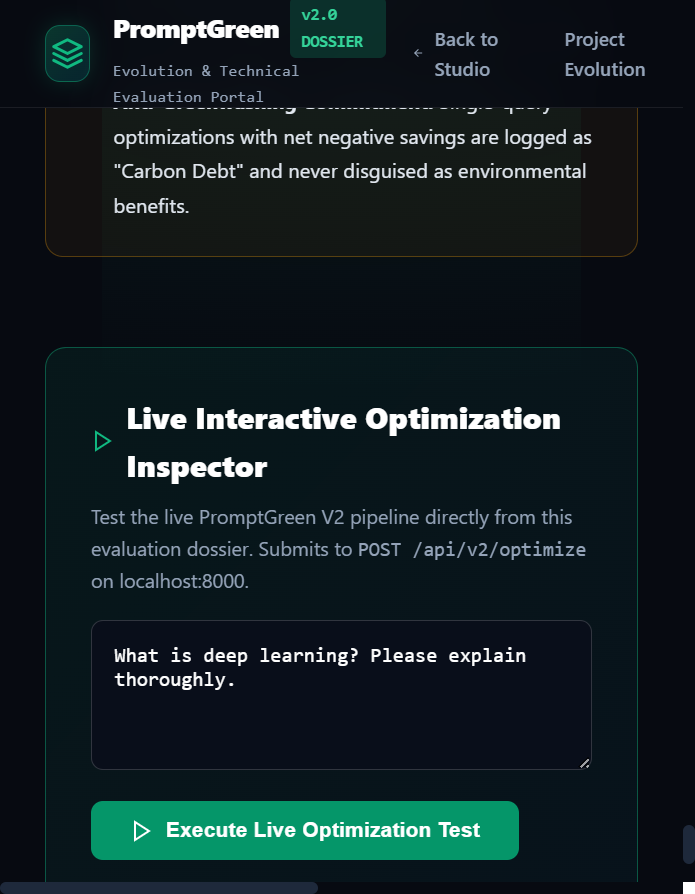 PromptGreen
v2.0
DOSSIER
Evolution & Technical
Evaluation Portal
← Back to
Studio
Project
Evolution
optimizations with net negative savings are logged as
"Carbon Debt" and never disguised as environmental
benefits.
Live Interactive Optimization
Inspector
Test the live PromptGreen V2 pipeline directly from this
evaluation dossier. Submits to POST /api/v2/optimize
on localhost:8000.
What is deep learning? Please explain
thoroughly.
Execute Live Optimization Test